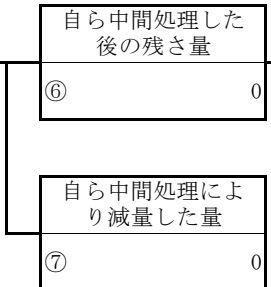 自ら中間処理した
後の残さ量
⑥ 0
自ら中間処理によ
り減量した量
⑦ 0